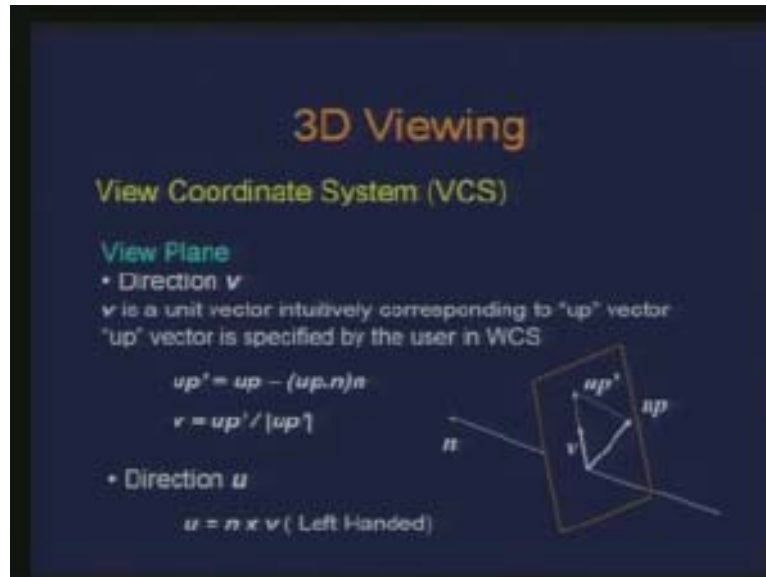 3D Viewing
View Coordinate System (VCS)
View Plane
• Direction v
v is a unit vector intuitively corresponding to "up" vector
"up" vector is specified by the user in WCS
up' = up – (up.n)n
v = up' / |up'|
up'
up
n
v
• Direction u
u = n x v ( Left Handed)